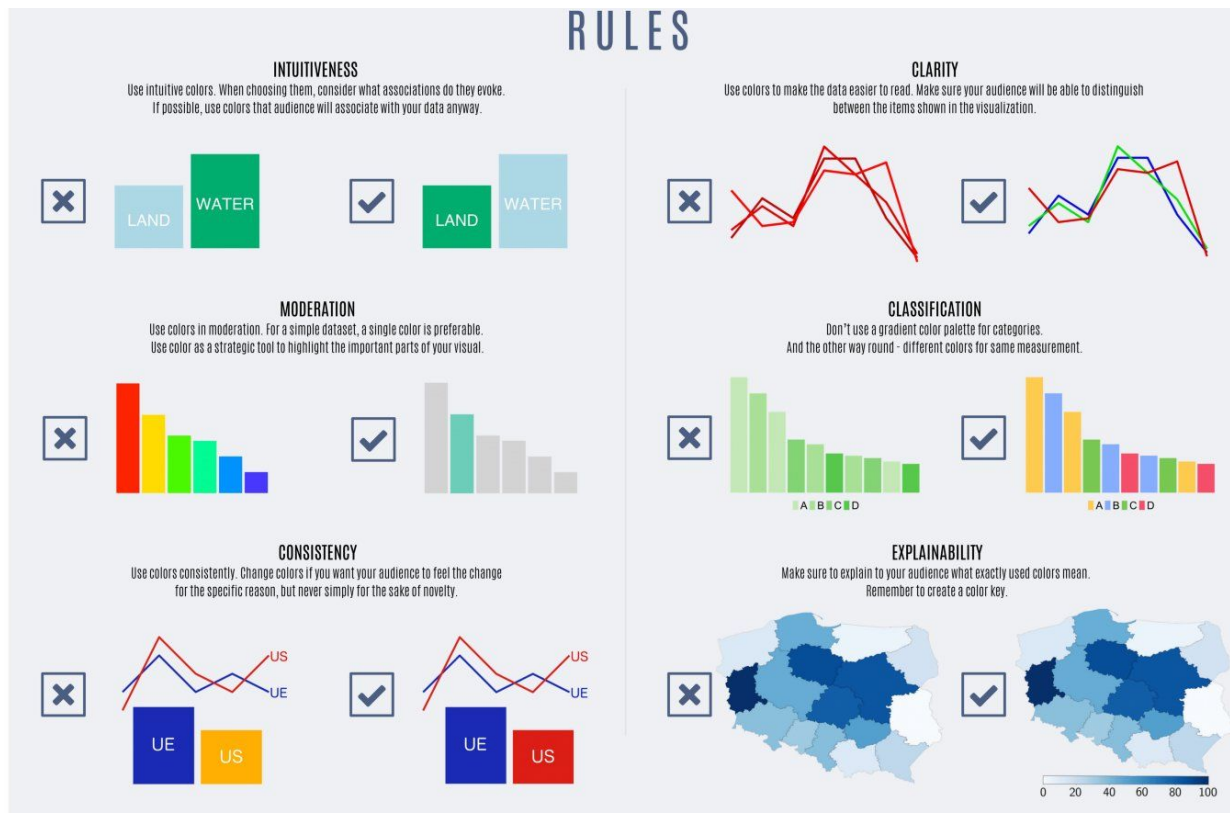 RULES
INTUITIVENESS
Use intuitive colors. When choosing them, consider what associations do they evoke.
If possible, use colors that audience will associate with your data anyway.
LAND
WATER
LAND
WATER
CLARITY
Use colors to make the data easier to read. Make sure your audience will be able to distinguish
between the items shown in the visualization.
MODERATION
Use colors in moderation. For a simple dataset, a single color is preferable.
Use color as a strategic tool to highlight the important parts of your visual.
CLASSIFICATION
Don't use a gradient color palette for categories.
And the other way round - different colors for same measurement.
A B C D
A B C D
CONSISTENCY
Use colors consistently. Change colors if you want your audience to feel the change
for the specific reason, but never simply for the sake of novelty.
US
UE
UE
US
US
UE
UE
US
EXPLAINABILITY
Make sure to explain to your audience what exactly used colors mean.
Remember to create a color key.
0 20 40 60 80 100